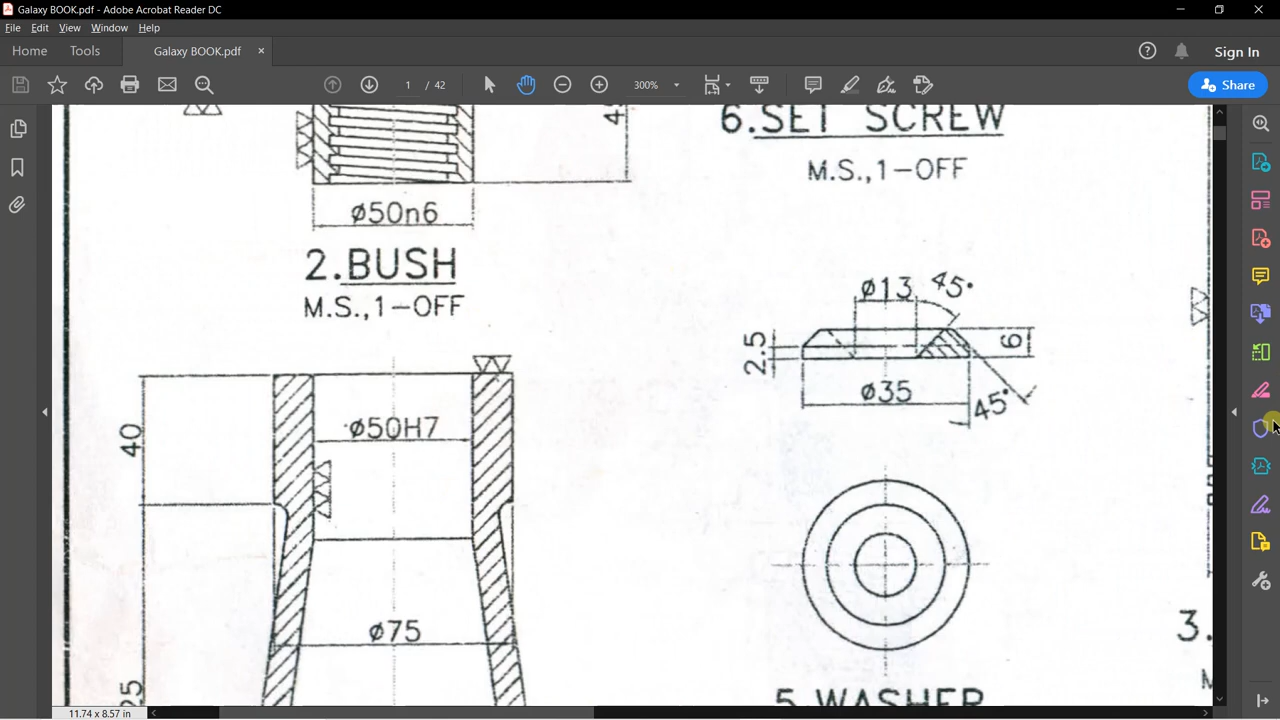 Galaxy BOOK.pdf - Adobe Acrobat Reader DC
File Edit View Window Help
Home Tools Galaxy BOOK.pdf × Sign In
1 / 42 300% Share
6.SET SCREW
M.S.,1-OFF
ø50n6
2.BUSH
M.S.,1-OFF
ø13 45°
2.5 6
ø35 45°
40
ø50H7
ø75
3.
5.WASHER
11.74 x 8.57 in